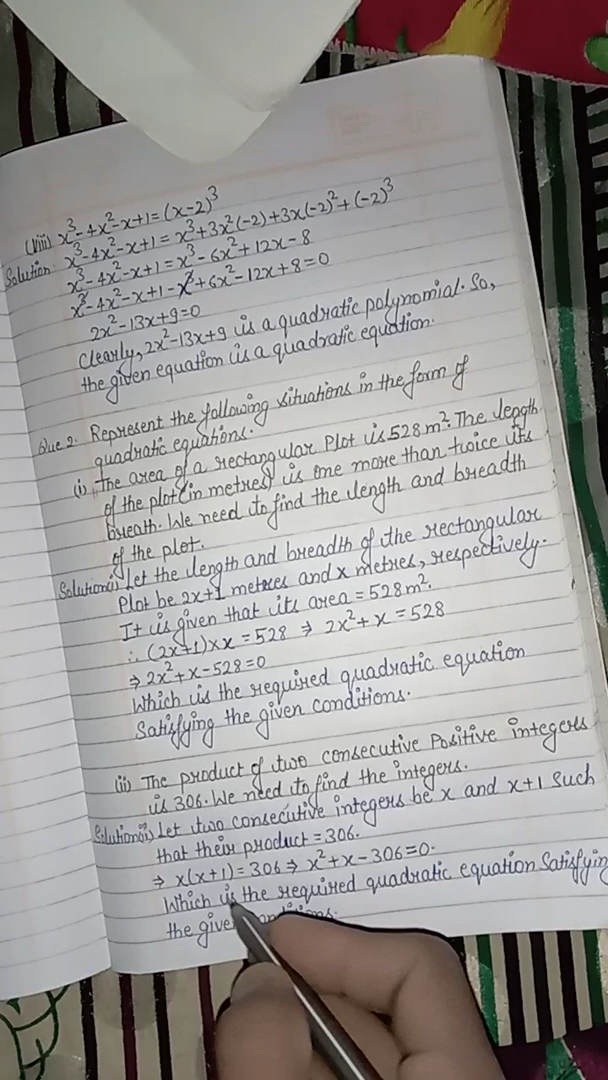 (viii) x³-4x²-x+1=(x-2)³
Solution: x³-4x²-x+1=x³+3x²(-2)+3x(-2)²+(-2)³
x³-4x²-x+1=x³-6x²+12x-8
x³-4x²-x+1-x³+6x²-12x+8=0
2x²-13x+9=0
Clearly, 2x²-13x+9 is a quadratic polynomial. So,
the given equation is a quadratic equation.
Que 2. Represent the following situations in the form of
quadratic equations.
(i) The area of a rectangular Plot is 528m². The length
of the plot (in metres) is one more than twice its
breath. We need to find the length and breadth
of the plot.
Solution(i) Let the length and breadth of the rectangular
Plot be 2x+1 metres and x metres, respectively.
It is given that its area = 528m².
∴ (2x+1)×x=528 ⇒ 2x²+x=528
⇒ 2x²+x-528=0
Which is the required quadratic equation
Satisfying the given conditions.
(ii) The product of two consecutive Positive integers
is 306. We need to find the integers.
Solution(ii) Let two consecutive integers be x and x+1 Such
that their product = 306.
⇒ x(x+1)=306 ⇒ x²+x-306=0.
Which is the required quadratic equation Satisfying
the given conditions.